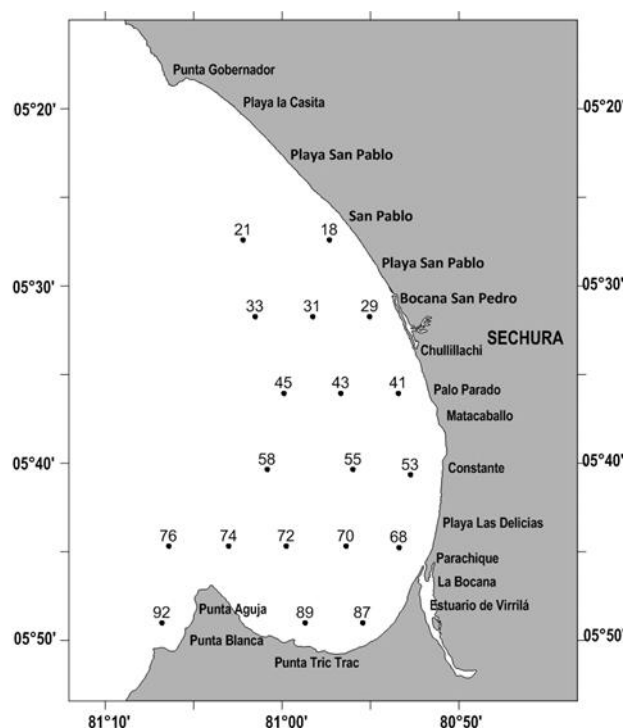 Punta Gobernador
05°20' 05°20'
Playa la Casita
Playa San Pablo
San Pablo
21 18
Playa San Pablo
05°30' 05°30'
Bocana San Pedro
33 31 29
SECHURA
Chullillachi
45 43 41
Palo Parado
Matacaballo
58 55 53
05°40' 05°40'
Constante
Playa Las Delicias
76 74 72 70 68
Parachique
La Bocana
Punta Aguja
Estuario de Virrilá
92 89 87
05°50' 05°50'
Punta Blanca
Punta Tric Trac
81°10' 81°00' 80°50'